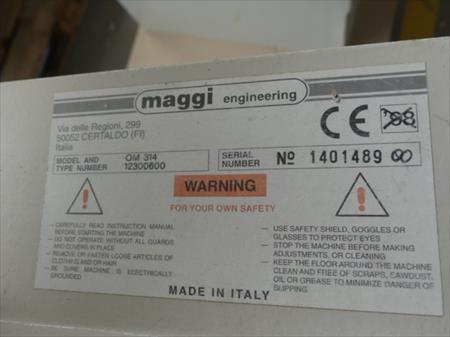 maggi engineering
Via delle Regioni, 299
50052 CERTALDO (FI)
Italia
CE
MODEL AND TYPE NUMBER OM 314 12300600
SERIAL NUMBER Nº 1401489
WARNING
FOR YOUR OWN SAFETY
— CAREFULLY READ INSTRUCTION MANUAL
BEFORE STARTING THE MACHINE
— DO NOT OPERATE WITHOUT ALL GUARDS
AND COVERS IN PLACE
— REMOVE OR FASTEN LOOSE ARTICLES OF
CLOTHING AND OR HAIR
— BE SURE MACHINE IS ELECTRICALLY
GROUNDED
— USE SAFETY SHIELD, GOGGLES OR
GLASSES TO PROTECT EYES
— STOP THE MACHINE BEFORE MAKING
ADJUSTMENTS, OR CLEANING
— KEEP THE FLOOR AROUND THE MACHINE
CLEAN AND FREE OF SCRAPS, SAWDUST,
OIL OR GREASE TO MINIMIZE DANGER OF
SLIPPING
MADE IN ITALY